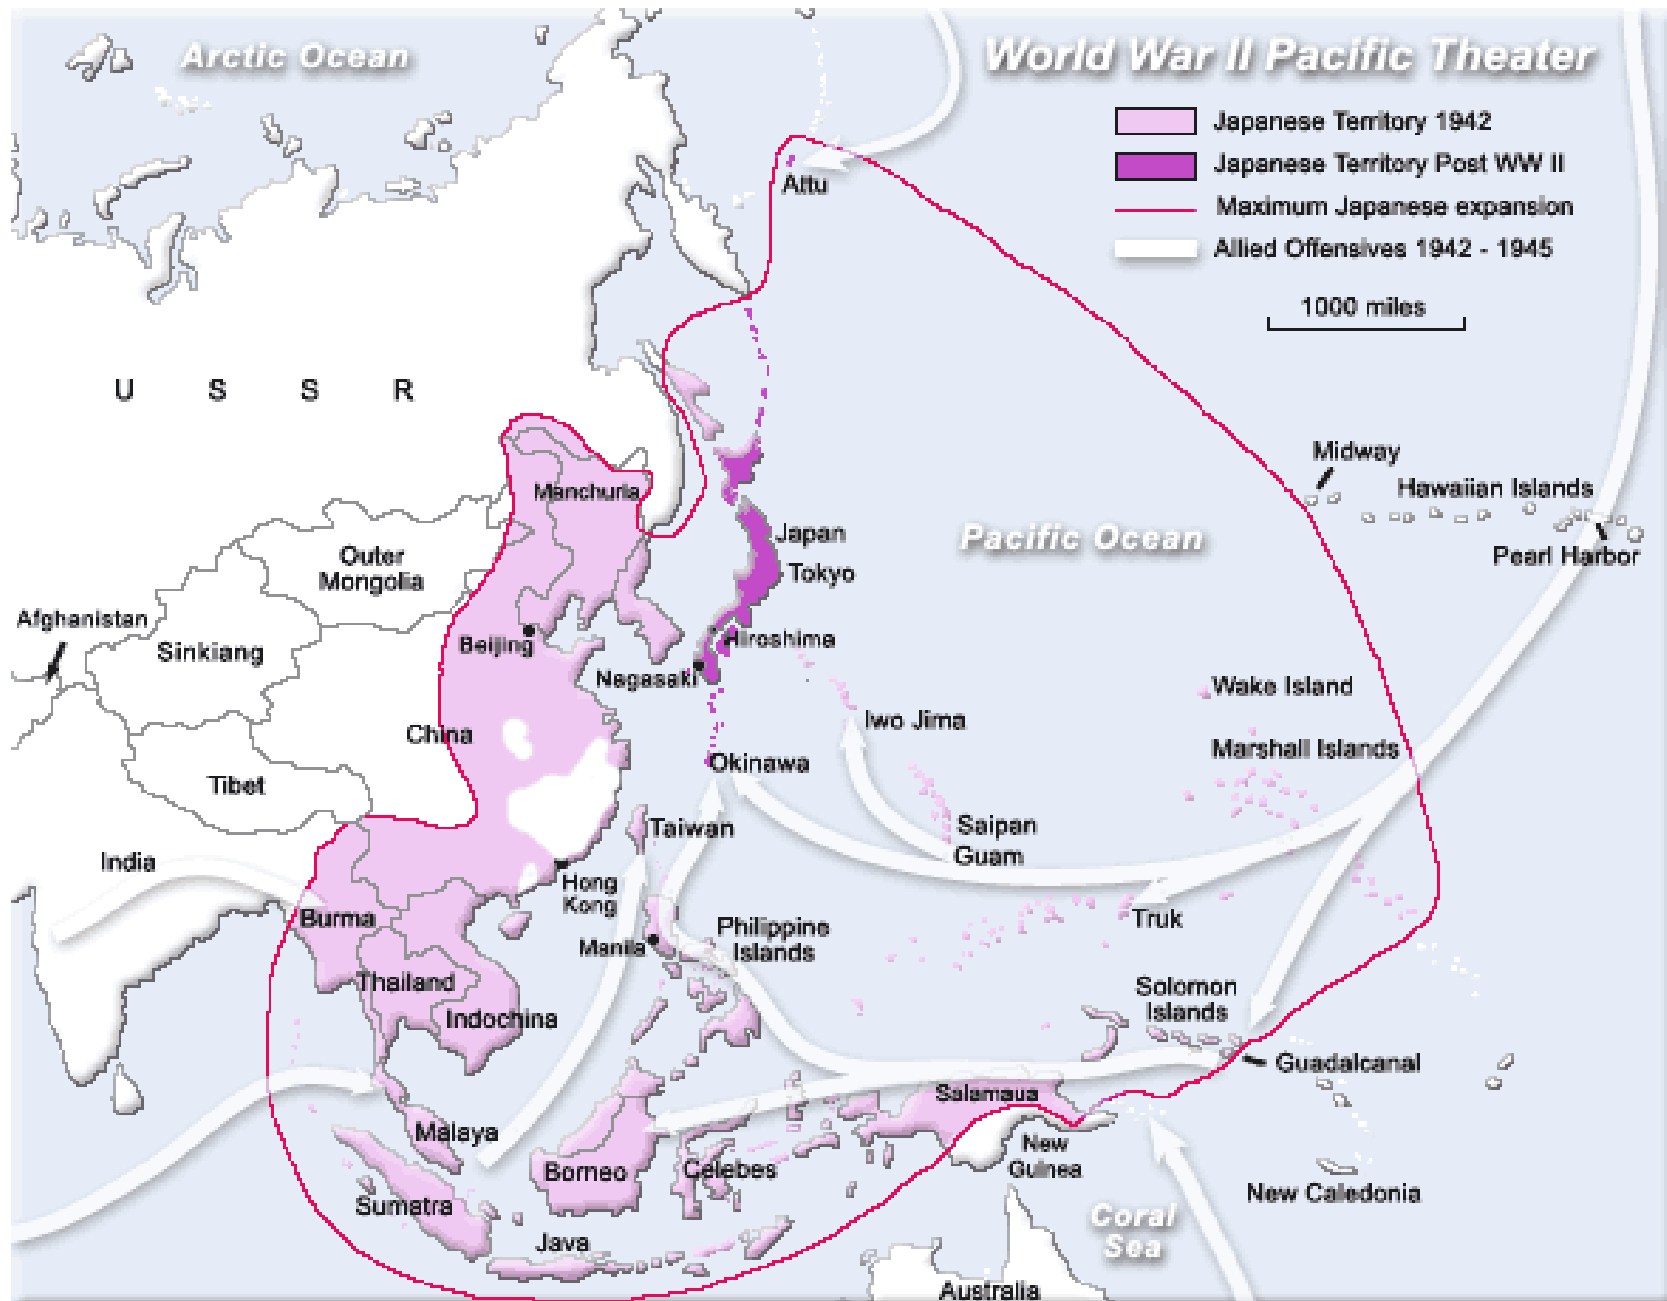 Arctic Ocean
World War II Pacific Theater
Japanese Territory 1942
Japanese Territory Post WW II
Maximum Japanese expansion
Allied Offensives 1942 - 1945
1000 miles
Attu
U S S R
Midway
Hawaiian Islands
Pearl Harbor
Manchuria
Japan
Tokyo
Pacific Ocean
Outer
Mongolia
Afghanistan
Sinkiang
Beijing
Hiroshima
Nagasaki
Wake Island
Iwo Jima
China
Marshall Islands
Okinawa
Tibet
Taiwan
Saipan
Guam
India
Hong
Kong
Burma
Truk
Manila
Philippine
Islands
Thailand
Indochina
Solomon
Islands
Guadalcanal
Salamaua
Malaya
New
Guinea
Borneo
Celebes
Sumatra
New Caledonia
Coral
Sea
Java
Australia